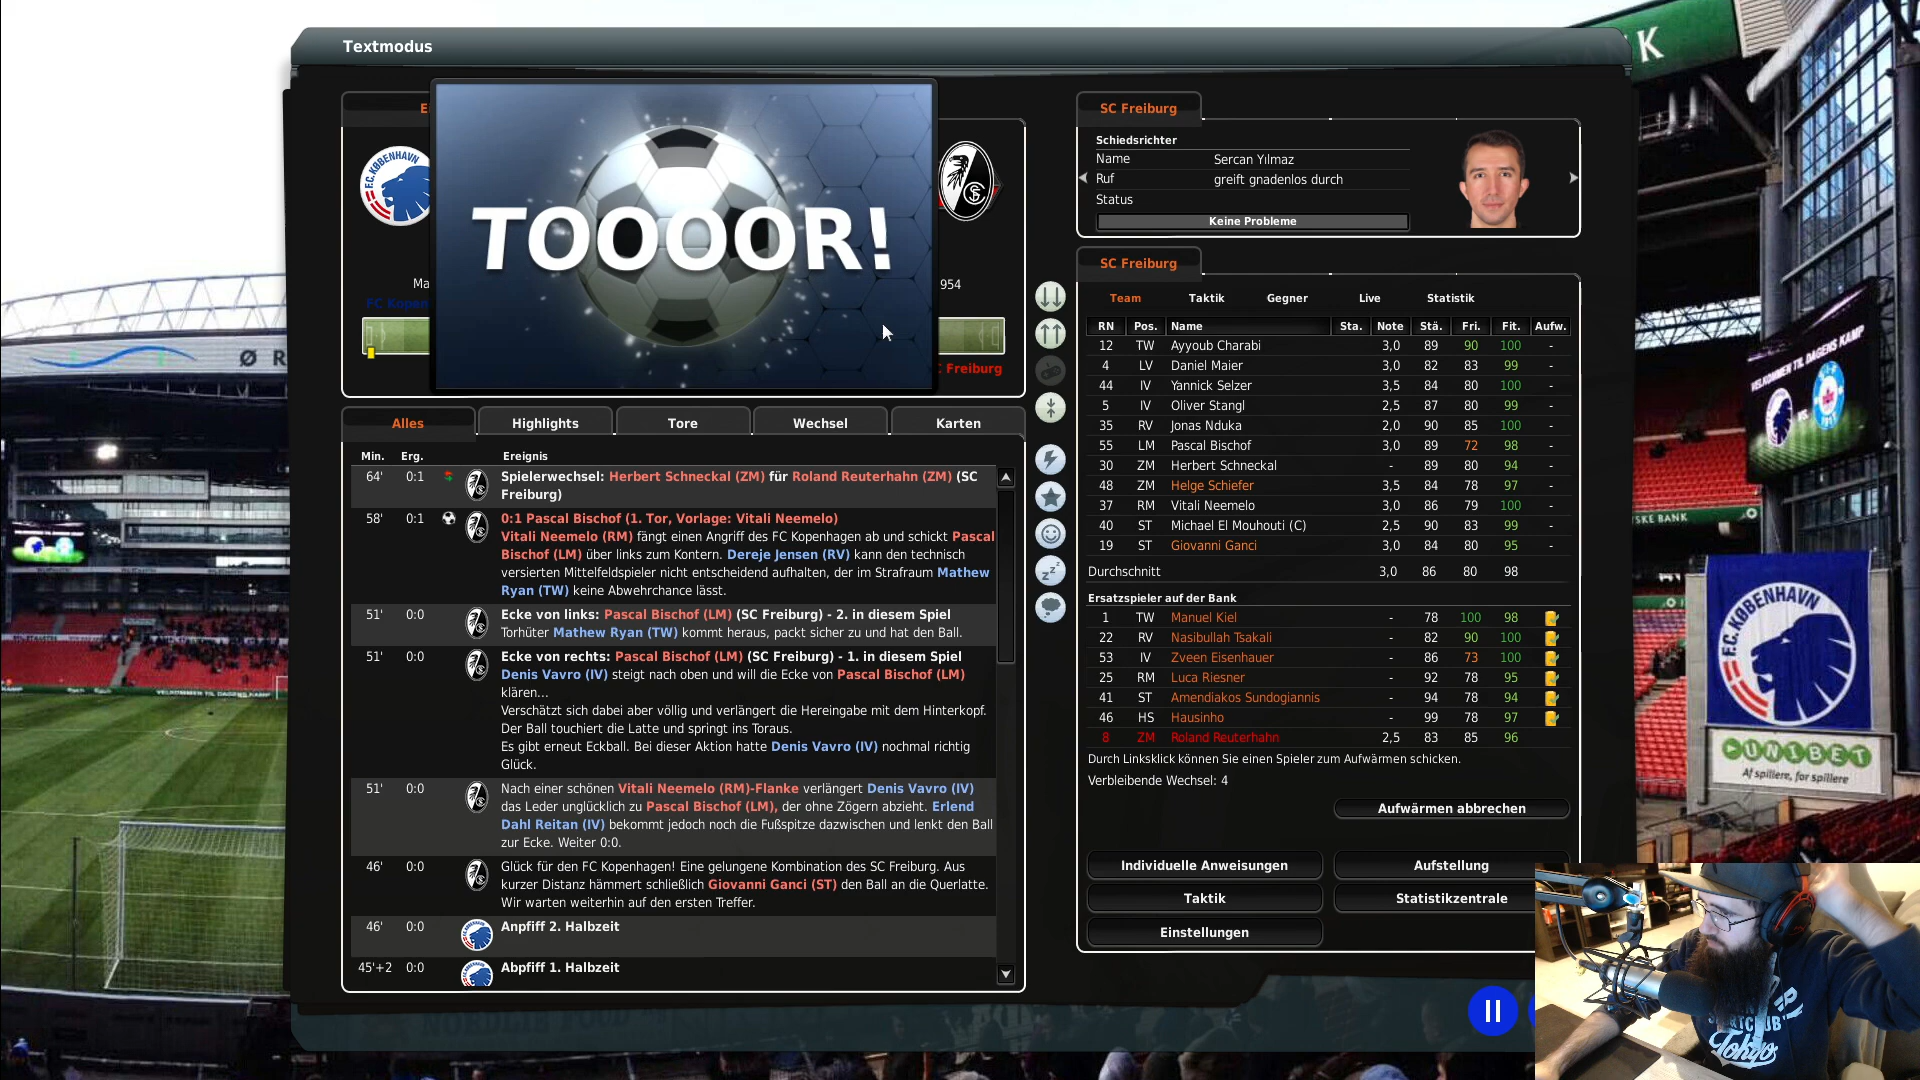 Textmodus
TOOOOR!
Ma
954
FC Kopen
Freiburg
Alles
Highlights
Tore
Wechsel
Karten
Min. Erg. Ereignis
64' 0:1 Spielerwechsel: Herbert Schneckal (ZM) für Roland Reuterhahn (ZM) (SC
Freiburg)
58' 0:1 0:1 Pascal Bischof (1. Tor, Vorlage: Vitali Neemelo)
Vitali Neemelo (RM) fängt einen Angriff des FC Kopenhagen ab und schickt Pascal
Bischof (LM) über links zum Kontern. Dereje Jensen (RV) kann den technisch
versierten Mittelfeldspieler nicht entscheidend aufhalten, der im Strafraum Mathew
Ryan (TW) keine Abwehrchance lässt.
51' 0:0 Ecke von links: Pascal Bischof (LM) (SC Freiburg) - 2. in diesem Spiel
Torhüter Mathew Ryan (TW) kommt heraus, packt sicher zu und hat den Ball.
51' 0:0 Ecke von rechts: Pascal Bischof (LM) (SC Freiburg) - 1. in diesem Spiel
Denis Vavro (IV) steigt nach oben und will die Ecke von Pascal Bischof (LM)
klären...
Verschätzt sich dabei aber völlig und verlängert die Hereingabe mit dem Hinterkopf.
Der Ball touchiert die Latte und springt ins Toraus.
Es gibt erneut Eckball. Bei dieser Aktion hatte Denis Vavro (IV) nochmal richtig
Glück.
51' 0:0 Nach einer schönen Vitali Neemelo (RM)-Flanke verlängert Denis Vavro (IV)
das Leder unglücklich zu Pascal Bischof (LM), der ohne Zögern abzieht. Erlend
Dahl Reitan (IV) bekommt jedoch noch die Fußspitze dazwischen und lenkt den Ball
zur Ecke. Weiter 0:0.
46' 0:0 Glück für den FC Kopenhagen! Eine gelungene Kombination des SC Freiburg. Aus
kurzer Distanz hämmert schließlich Giovanni Ganci (ST) den Ball an die Querlatte.
Wir warten weiterhin auf den ersten Treffer.
46' 0:0 Anpfiff 2. Halbzeit
45'+2 0:0 Abpfiff 1. Halbzeit
SC Freiburg
Schiedsrichter
Name Sercan Yılmaz
Ruf greift gnadenlos durch
Status
Keine Probleme
SC Freiburg
Team Taktik Gegner Live Statistik
RN Pos. Name Sta. Note Stä. Fri. Fit. Aufw.
12 TW Ayyoub Charabi 3,0 89 90 100 -
4 LV Daniel Maier 3,0 82 83 99 -
44 IV Yannick Selzer 3,5 84 80 100 -
5 IV Oliver Stangl 2,5 87 80 99 -
35 RV Jonas Nduka 2,0 90 85 100 -
55 LM Pascal Bischof 3,0 89 72 98 -
30 ZM Herbert Schneckal - 89 80 94 -
48 ZM Helge Schiefer 3,5 84 78 97 -
37 RM Vitali Neemelo 3,0 86 79 100 -
40 ST Michael El Mouhouti (C) 2,5 90 83 99 -
19 ST Giovanni Ganci 3,0 84 80 95 -
Durchschnitt 3,0 86 80 98
Ersatzspieler auf der Bank
1 TW Manuel Kiel - 78 100 98
22 RV Nasibullah Tsakali - 82 90 100
53 IV Zveen Eisenhauer - 86 73 100
25 RM Luca Riesner - 92 78 95
41 ST Amendiakos Sundogiannis - 94 78 94
46 HS Hausinho - 99 78 97
8 ZM Roland Reuterhahn 2,5 83 85 96
Durch Linksklick können Sie einen Spieler zum Aufwärmen schicken.
Verbleibende Wechsel: 4
Aufwärmen abbrechen
Individuelle Anweisungen
Aufstellung
Taktik
Statistikzentrale
Einstellungen
VELKOMMEN TIL DAGENS KAMP
F.C. KØBENHAVN
UNIBET
Af spillere, for spillere
Tokyo